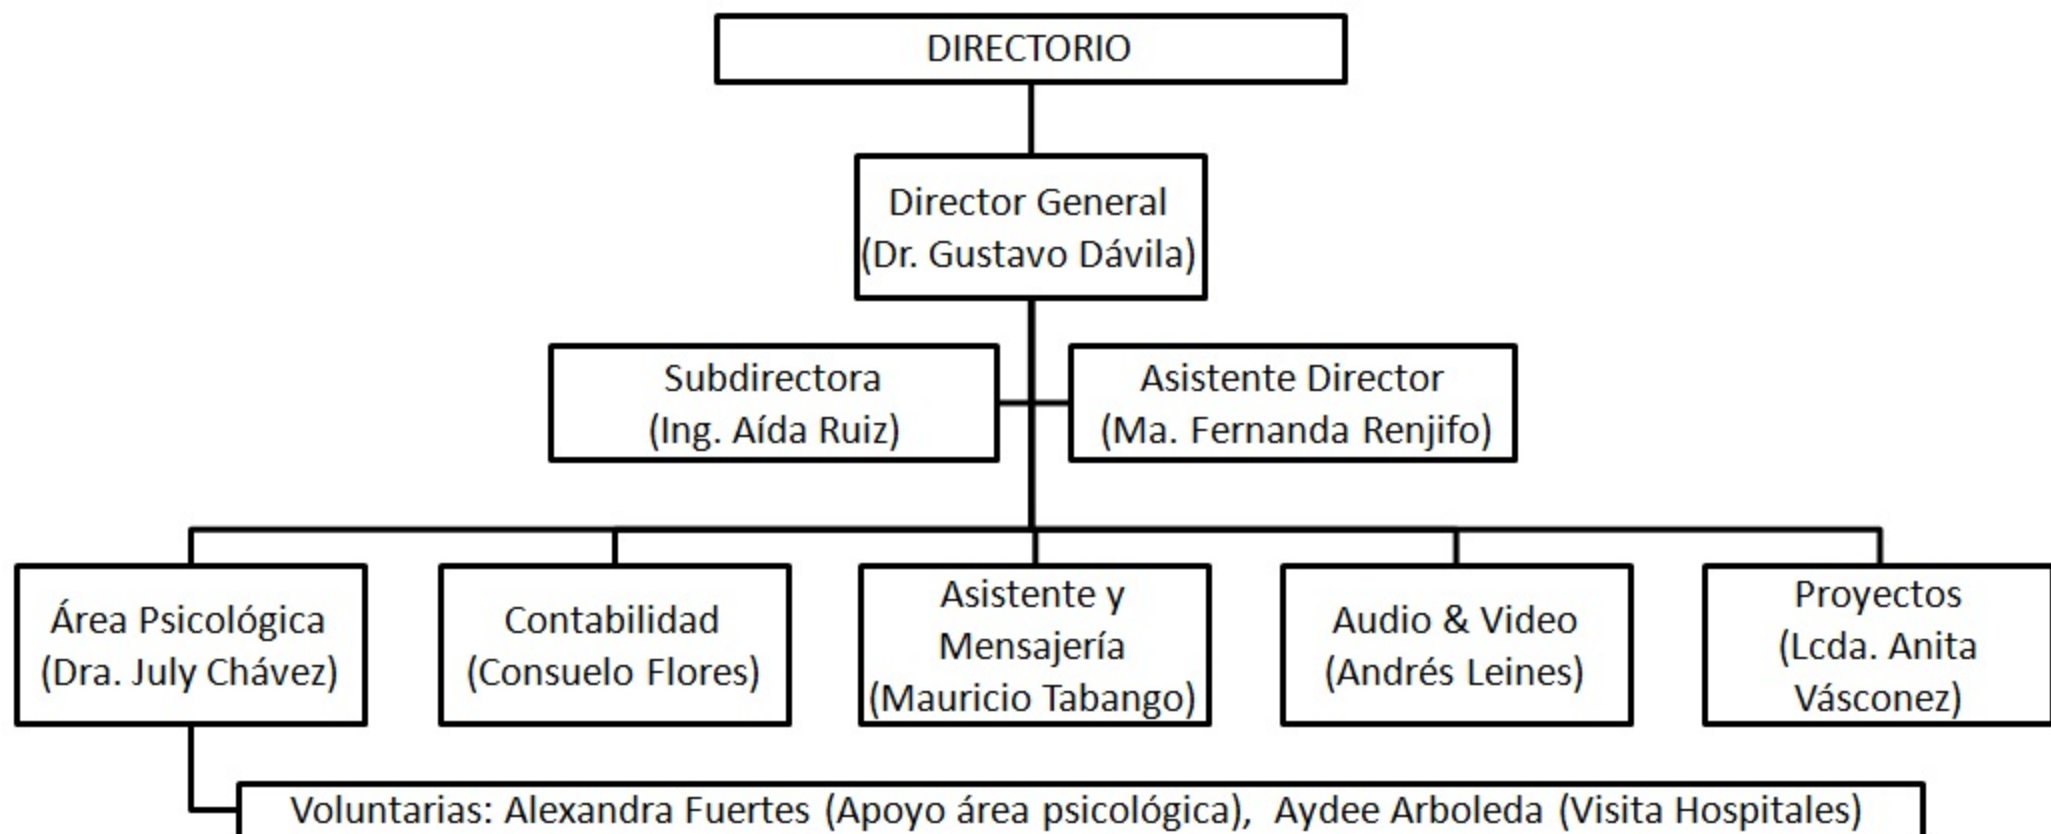 DIRECTORIO
Director General
(Dr. Gustavo Dávila)
Subdirectora
(Ing. Aída Ruiz)
Asistente Director
(Ma. Fernanda Renjifo)
Área Psicológica
(Dra. July Chávez)
Contabilidad
(Consuelo Flores)
Asistente y
Mensajería
(Mauricio Tabango)
Audio & Video
(Andrés Leines)
Proyectos
(Lcda. Anita
Vásconez)
Voluntarias: Alexandra Fuertes (Apoyo área psicológica), Aydee Arboleda (Visita Hospitales)